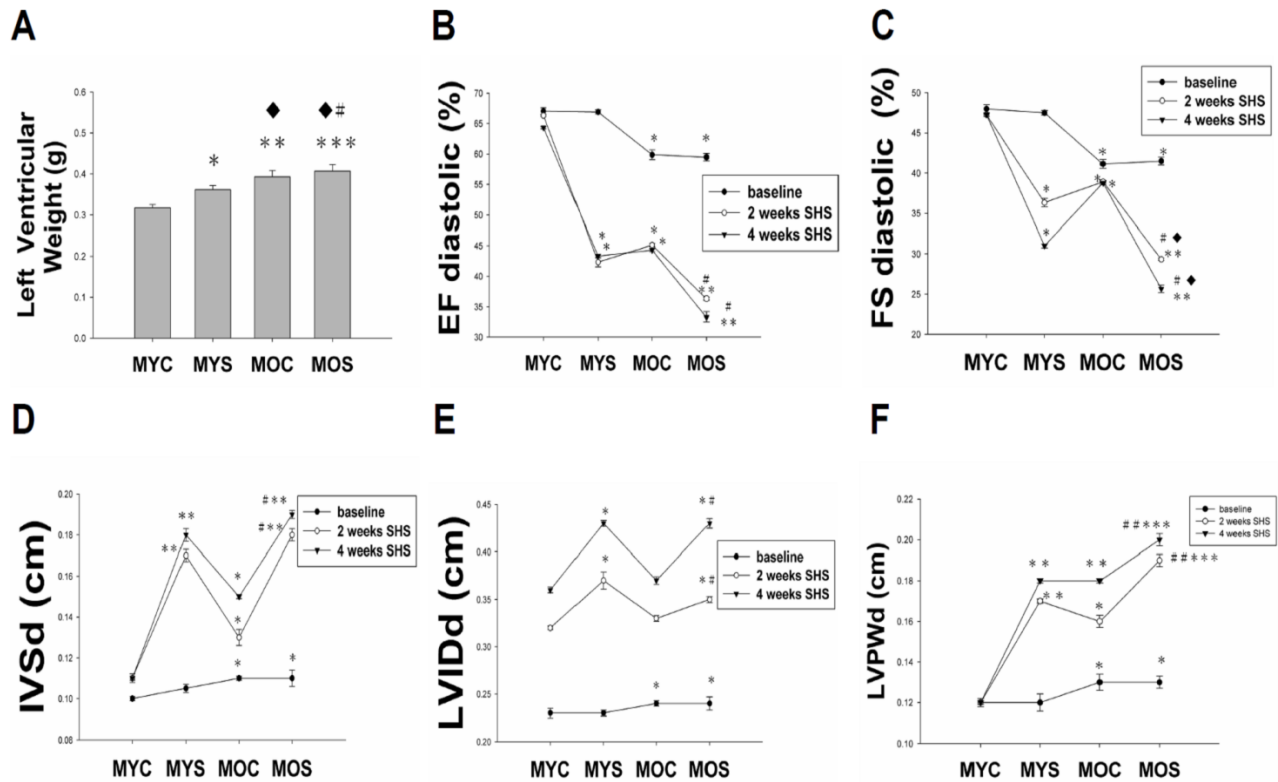 A
Left Ventricular
Weight (g)
0.6
0.5
0.4
0.3
0.2
0.1
0.0
*
◆
**
◆ #
***
MYC MYS MOC MOS
B
EF diastolic (%)
70
65
60
55
50
45
40
35
30
* *
*
*
*
*
#
**
#
**
baseline
2 weeks SHS
4 weeks SHS
MYC MYS MOC MOS
C
FS diastolic (%)
50
45
40
35
30
25
20
* *
*
*
* *
# ◆
**
# ◆
**
baseline
2 weeks SHS
4 weeks SHS
MYC MYS MOC MOS
D
IVSd (cm)
0.20
0.18
0.16
0.14
0.12
0.10
0.08
**
**
*
*
* *
#**
#**
baseline
2 weeks SHS
4 weeks SHS
MYC MYS MOC MOS
E
LVIDd (cm)
0.45
0.40
0.35
0.30
0.25
0.20
*
*
*#
*#
* *
baseline
2 weeks SHS
4 weeks SHS
MYC MYS MOC MOS
F
LVPWd (cm)
0.22
0.20
0.18
0.16
0.14
0.12
0.10
** **
**
*
##***
##***
* *
baseline
2 weeks SHS
4 weeks SHS
MYC MYS MOC MOS